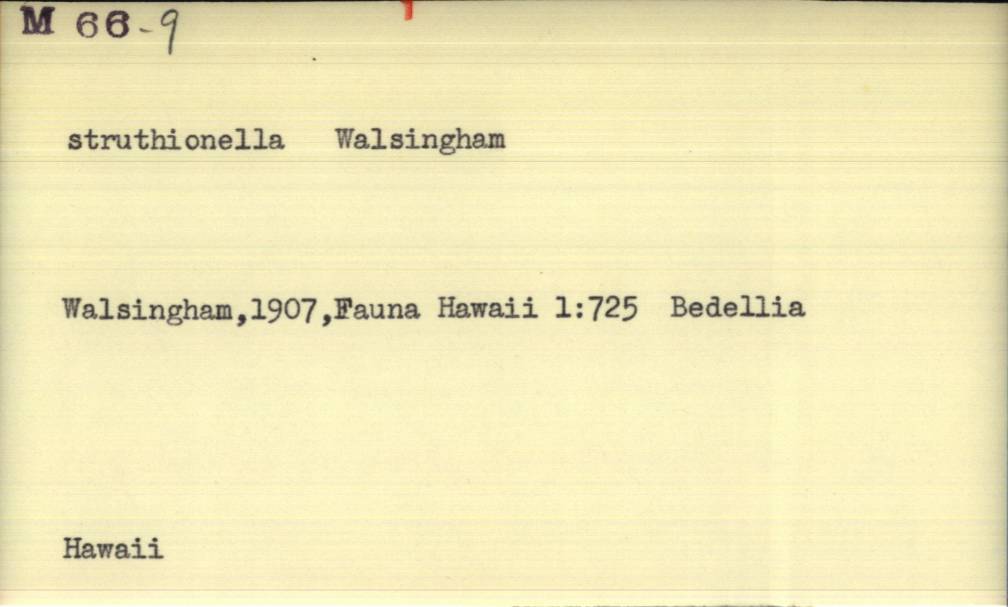 M 66-9
struthionella Walsingham
Walsingham,1907,Fauna Hawaii 1:725 Bedellia
Hawaii